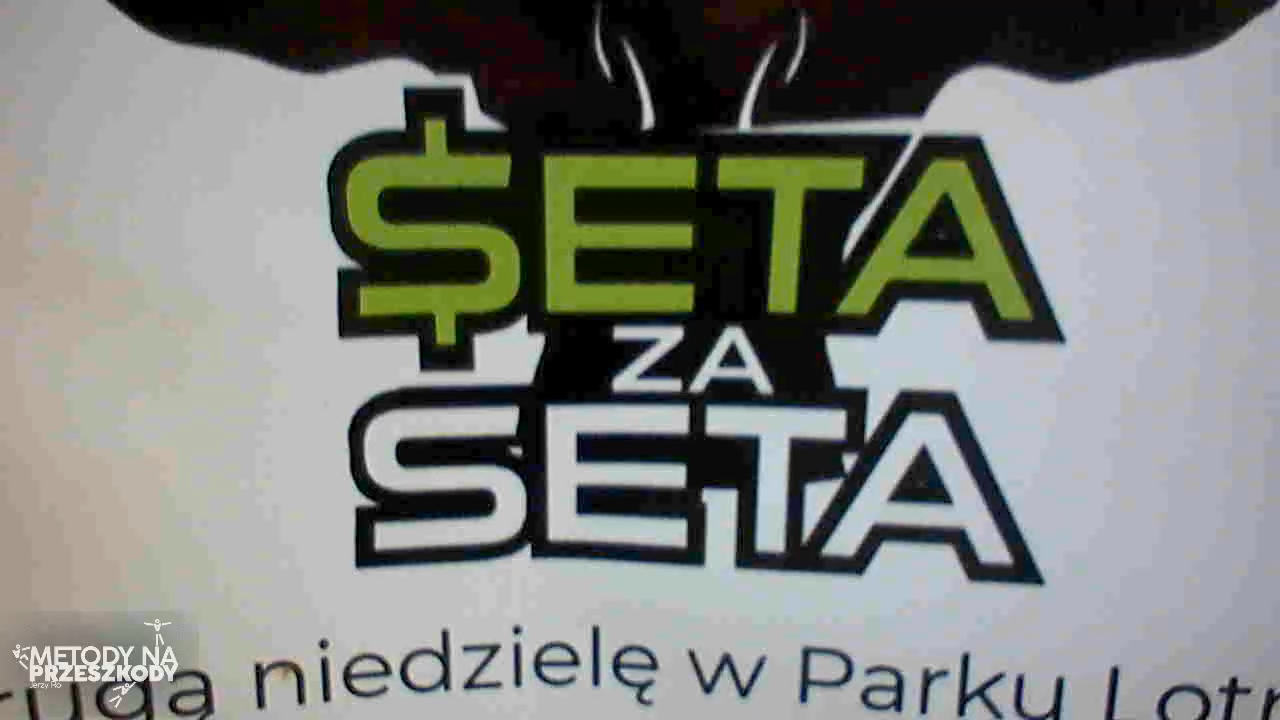 $ETA
ZA
SETA
niedzielę w Parku
METODY NA
PRZESZKODY